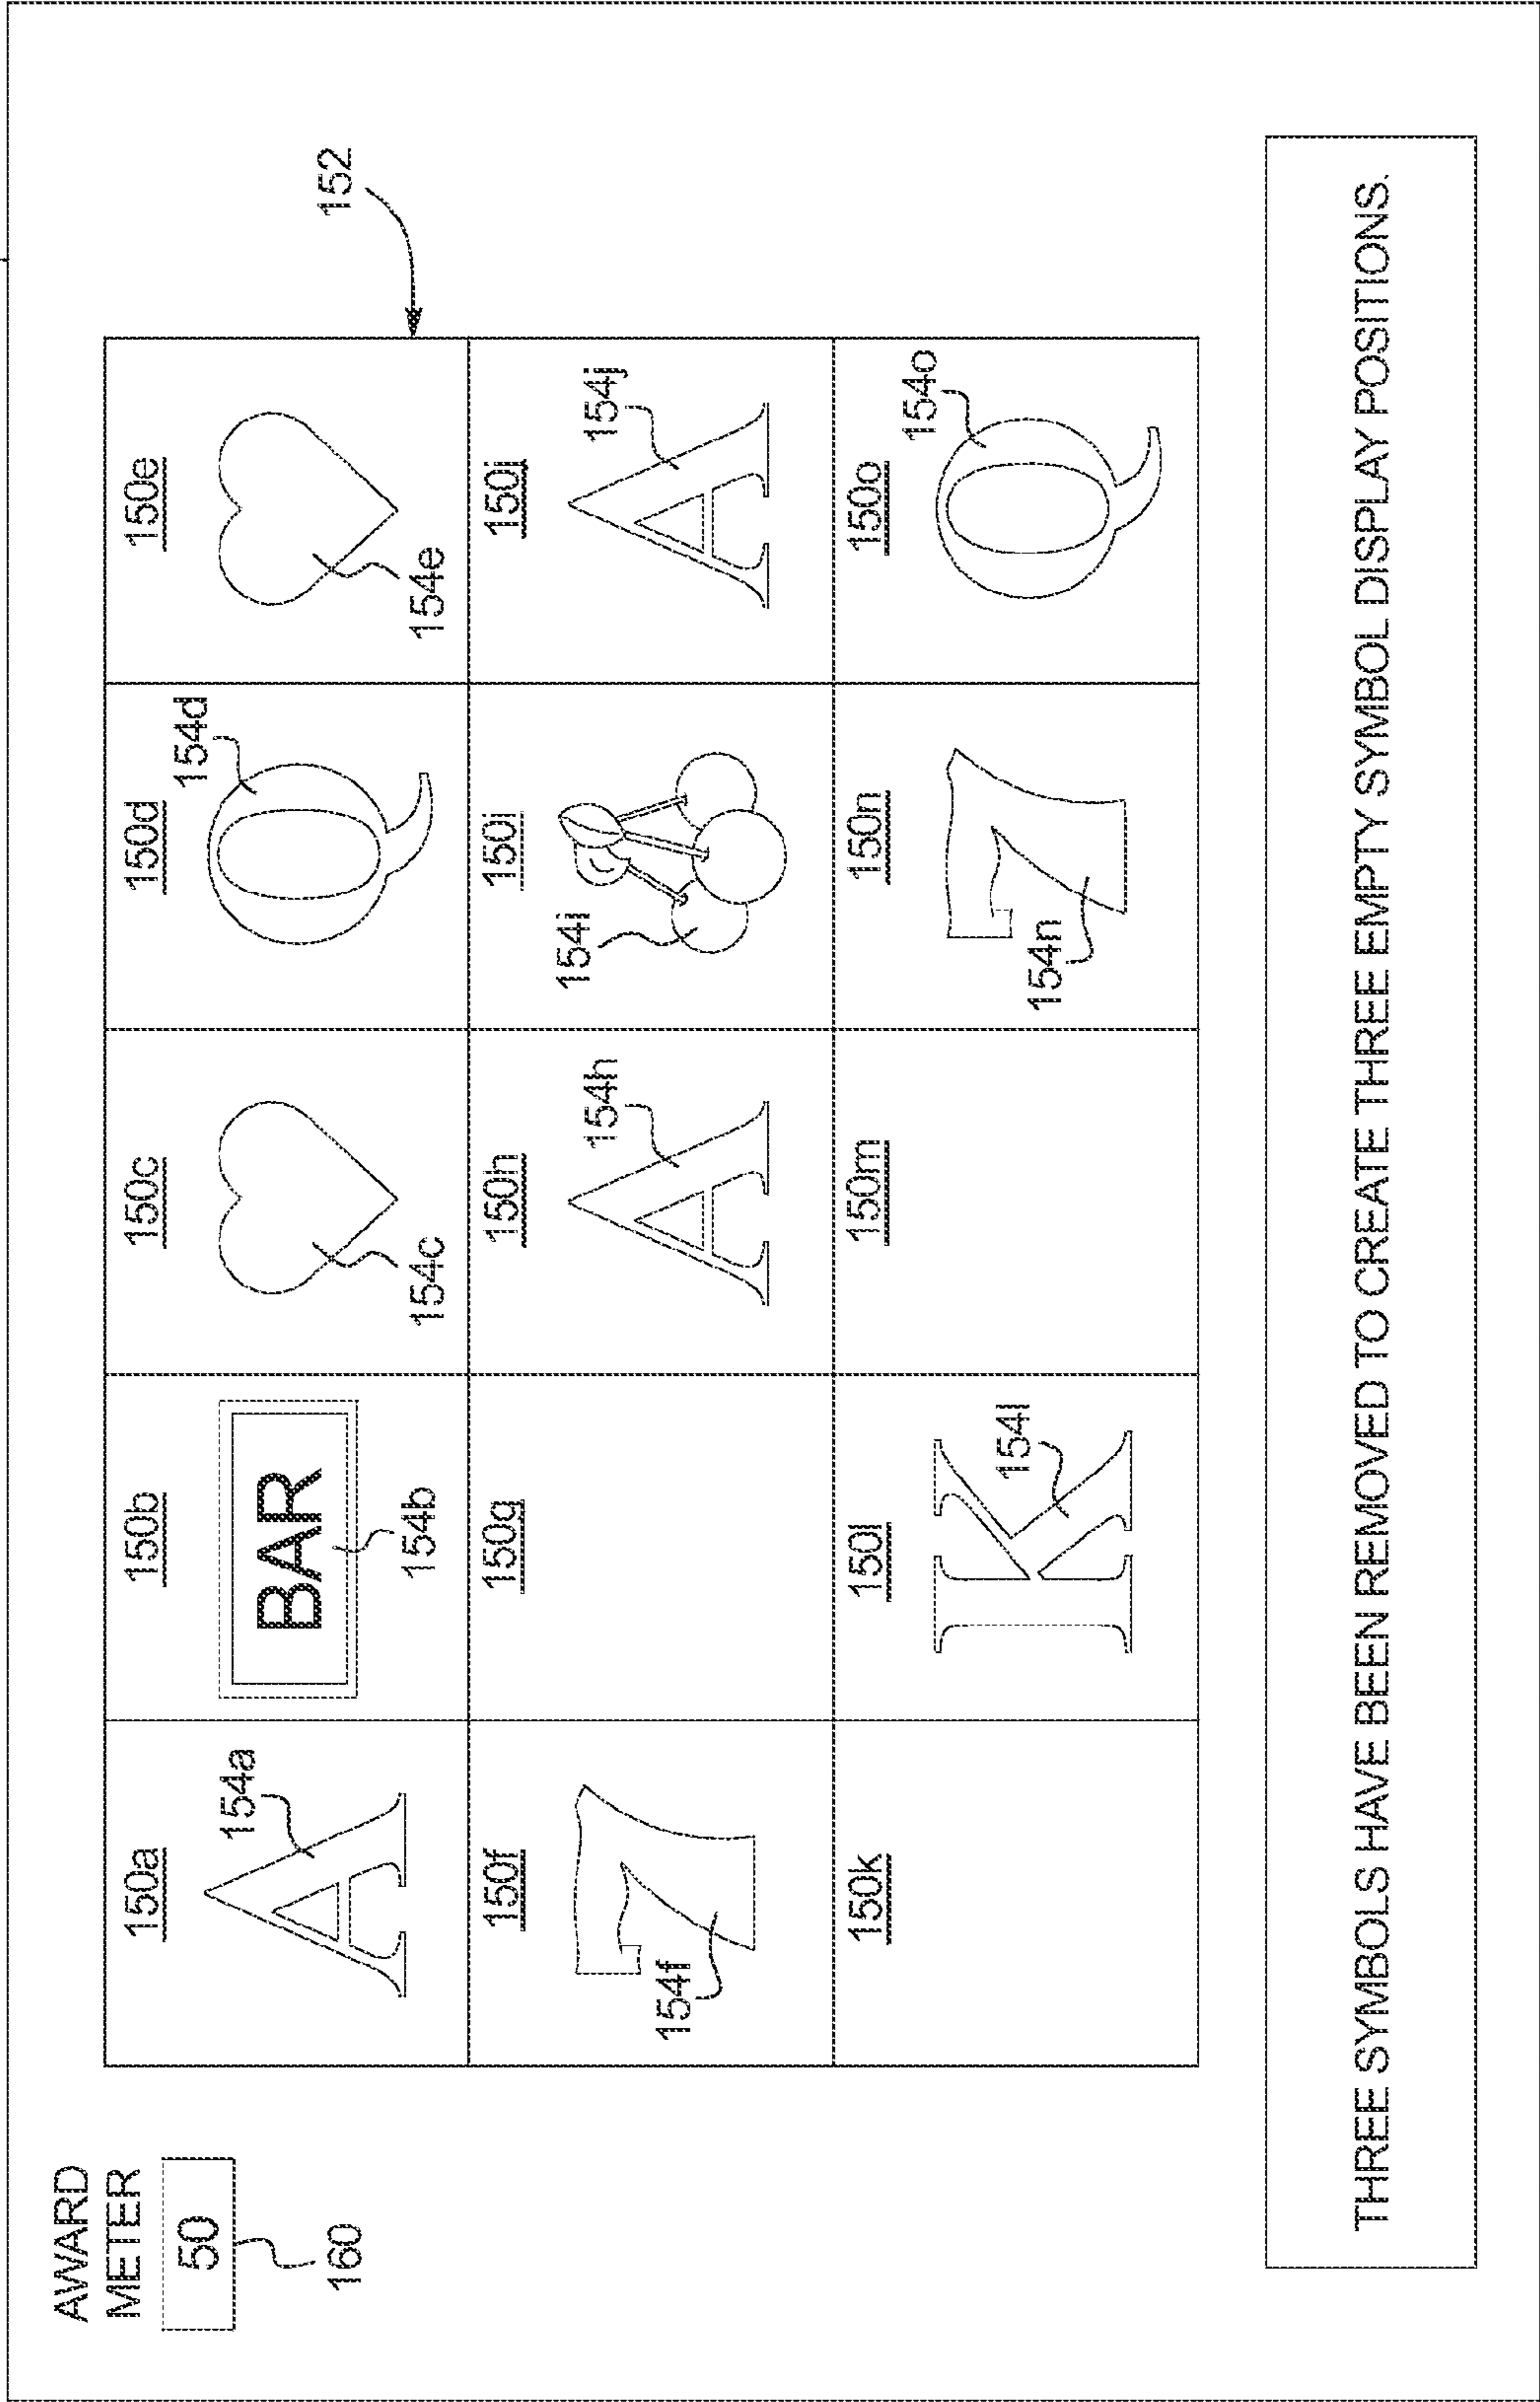 AWARD
METER
50
160
152
150a
A
154a
150b
BAR
154b
150c
154c
150d
Q
154d
150e
154e
150f
7
154f
150g
150h
A
154h
150i
154i
150j
A
154j
150k
150l
K
154l
150m
150n
7
154n
150o
Q
154o
THREE SYMBOLS HAVE BEEN REMOVED TO CREATE THREE EMPTY SYMBOL DISPLAY POSITIONS.